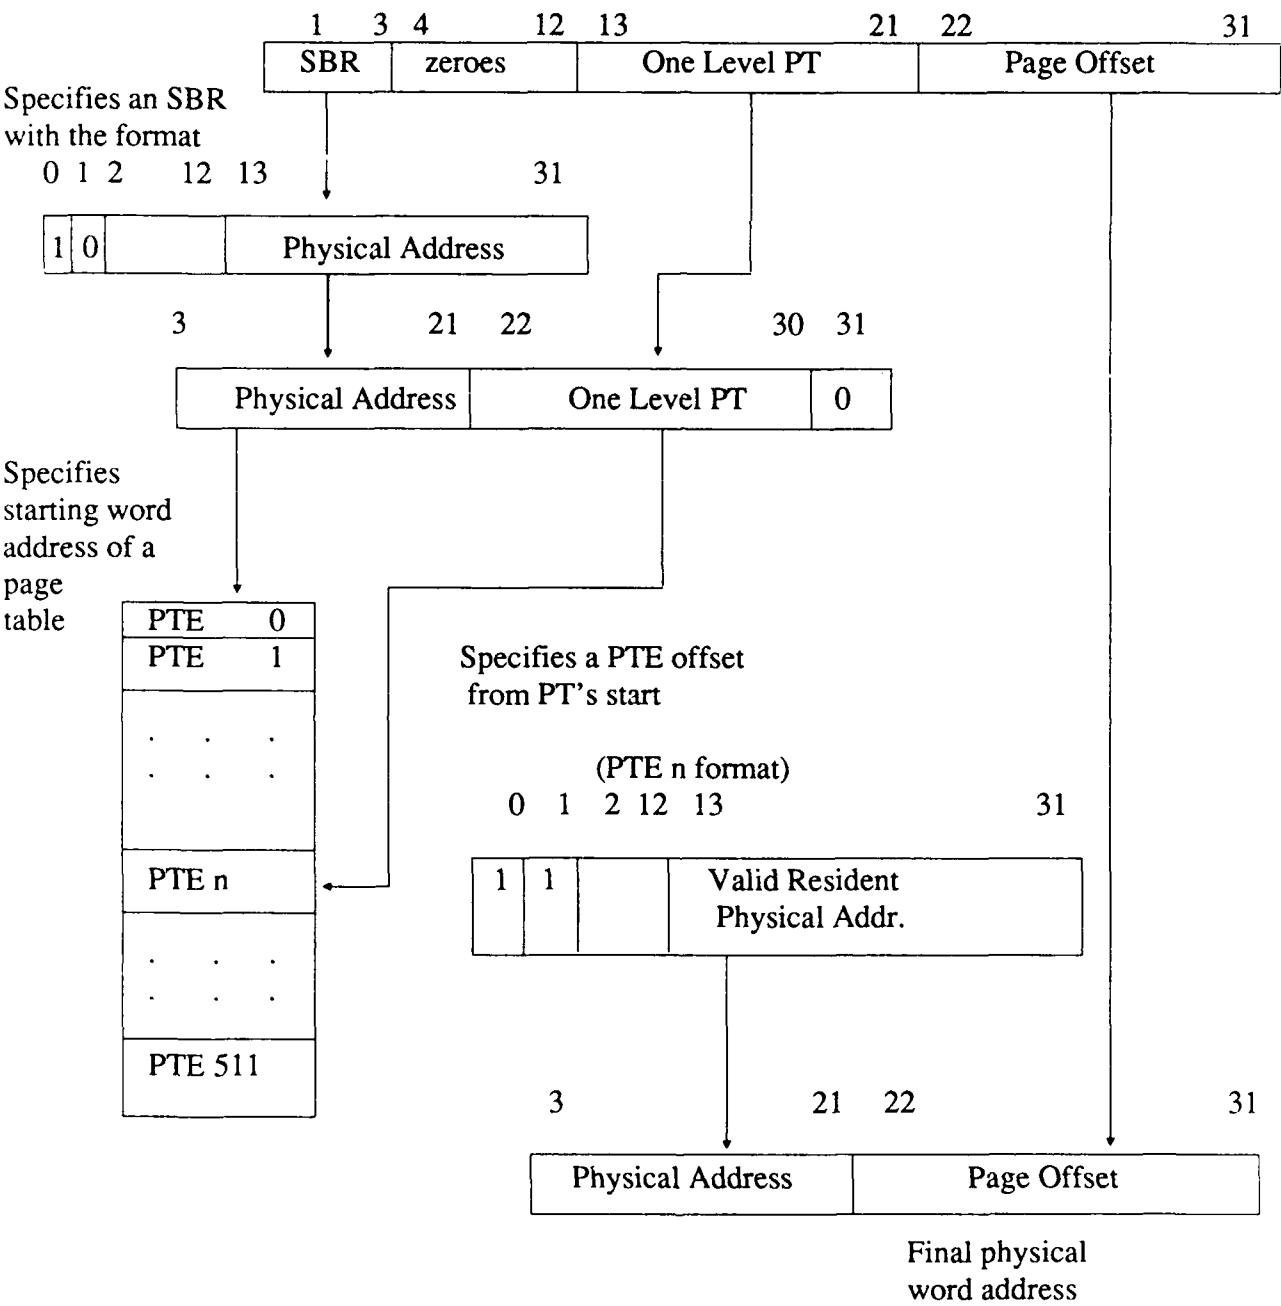 1 3 4 12 13 21 22 31
SBR zeroes One Level PT Page Offset
Specifies an SBR
with the format
0 1 2 12 13 31
1 0 Physical Address
3 21 22 30 31
Physical Address One Level PT 0
Specifies
starting word
address of a
page
table
PTE 0
PTE 1
. . .
. . .
PTE n
. . .
. . .
PTE 511
Specifies a PTE offset
from PT's start
(PTE n format)
0 1 2 12 13 31
1 1 Valid Resident
Physical Addr.
3 21 22 31
Physical Address Page Offset
Final physical
word address